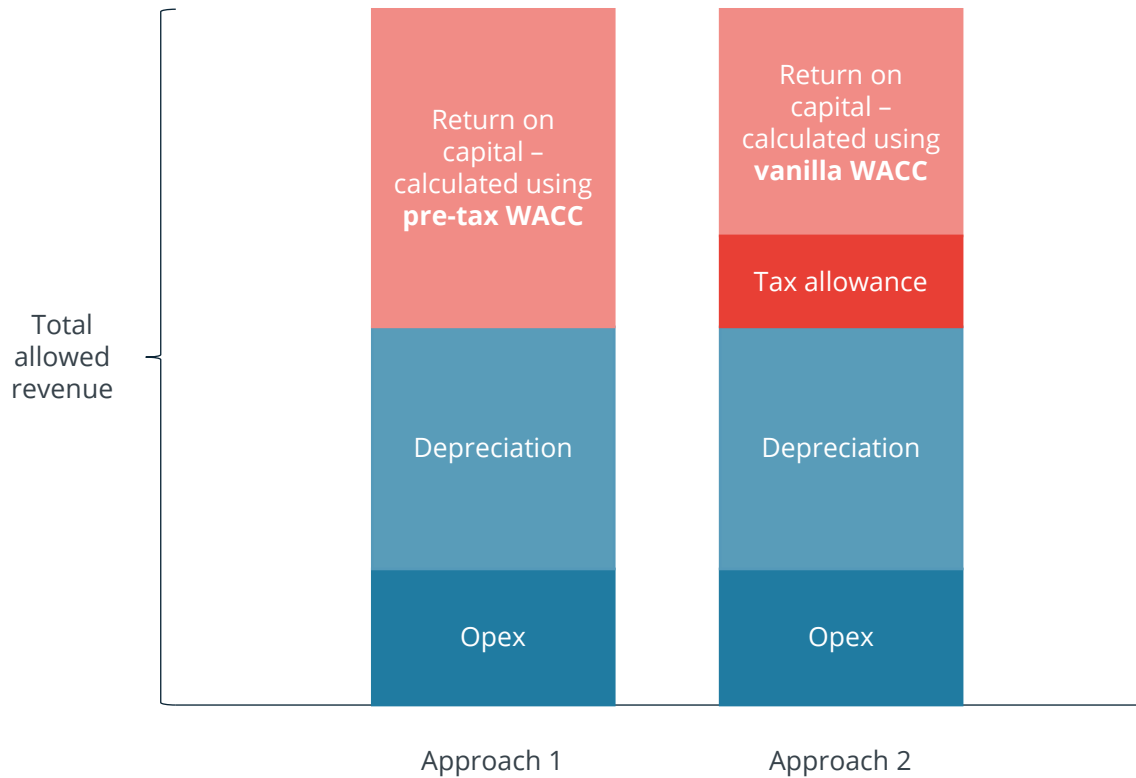 Total
allowed
revenue
Return on
capital –
calculated using
pre-tax WACC
Depreciation
Opex
Approach 1
Return on
capital –
calculated using
vanilla WACC
Tax allowance
Depreciation
Opex
Approach 2